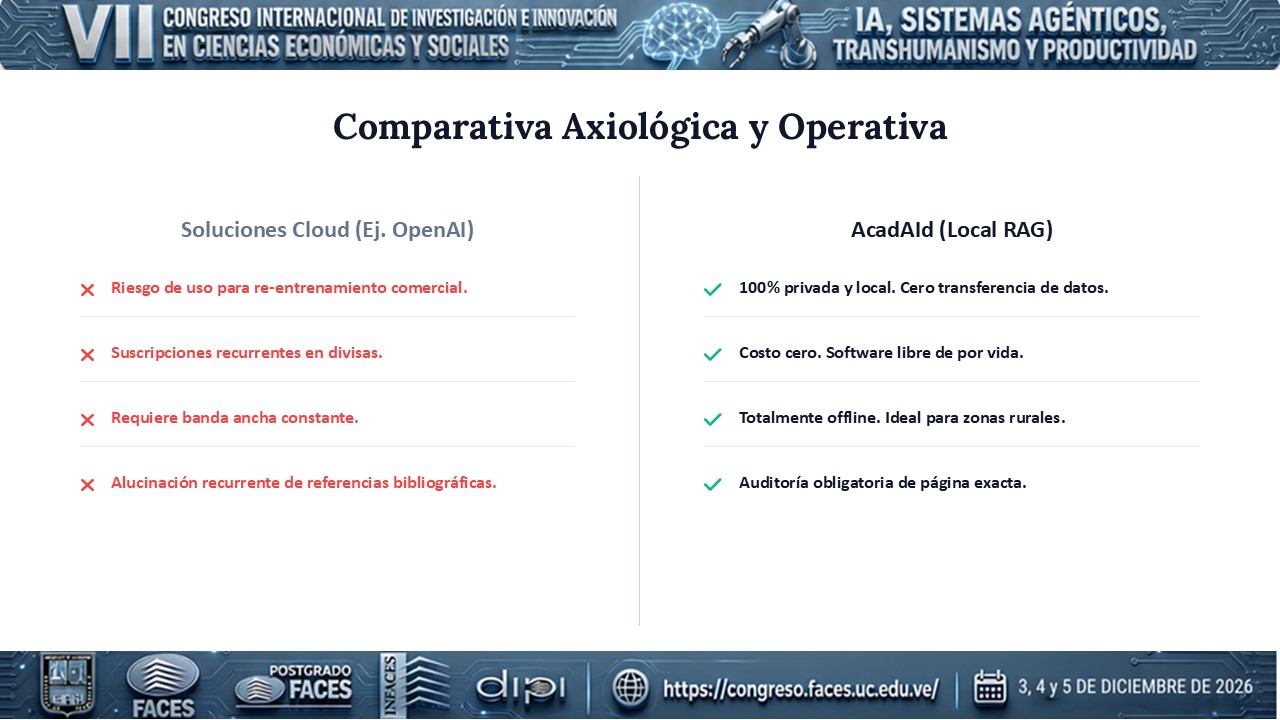 VII CONGRESO INTERNACIONAL DE INVESTIGACIÓN E INNOVACIÓN
EN CIENCIAS ECONÓMICAS Y SOCIALES
IA, SISTEMAS AGÉNTICOS,
TRANSHUMANISMO Y PRODUCTIVIDAD
Comparativa Axiológica y Operativa
Soluciones Cloud (Ej. OpenAI)
Riesgo de uso para re-entrenamiento comercial.
Suscripciones recurrentes en divisas.
Requiere banda ancha constante.
Alucinación recurrente de referencias bibliográficas.
AcadAId (Local RAG)
100% privada y local. Cero transferencia de datos.
Costo cero. Software libre de por vida.
Totalmente offline. Ideal para zonas rurales.
Auditoría obligatoria de página exacta.
FACES
POSTGRADO
FACES
INFACES
dipi
https://congreso.faces.uc.edu.ve/
3, 4 y 5 DE DICIEMBRE DE 2026